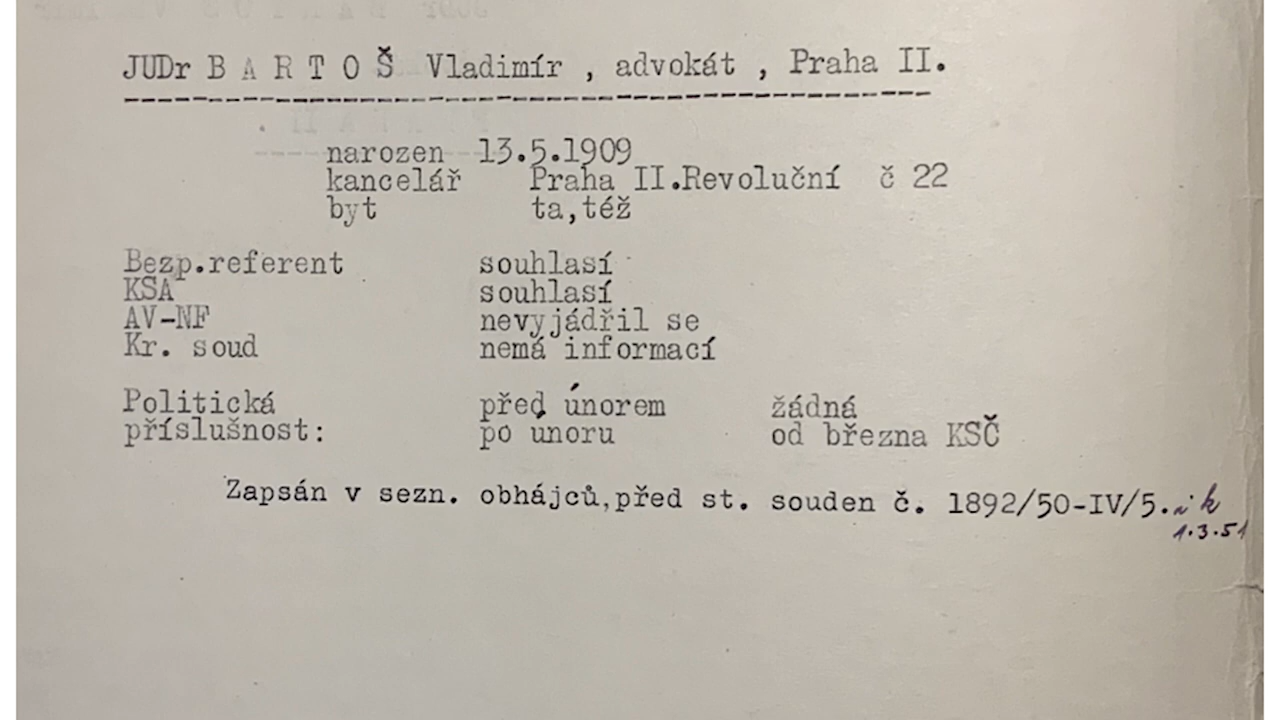 JUDr B A R T O Š Vladimír , advokát , Praha II.
narozen 13.5.1909
kancelář Praha II.Revoluční č 22
byt ta,též
Bezp.referent souhlasí
KSA souhlasí
AV-NF nevyjádřil se
Kr. soud nemá informací
Politická před únorem žádná
příslušnost: po únoru od března KSČ
Zapsán v sezn. obhájců,před st. souden č. 1892/50-IV/5.
1.3.51